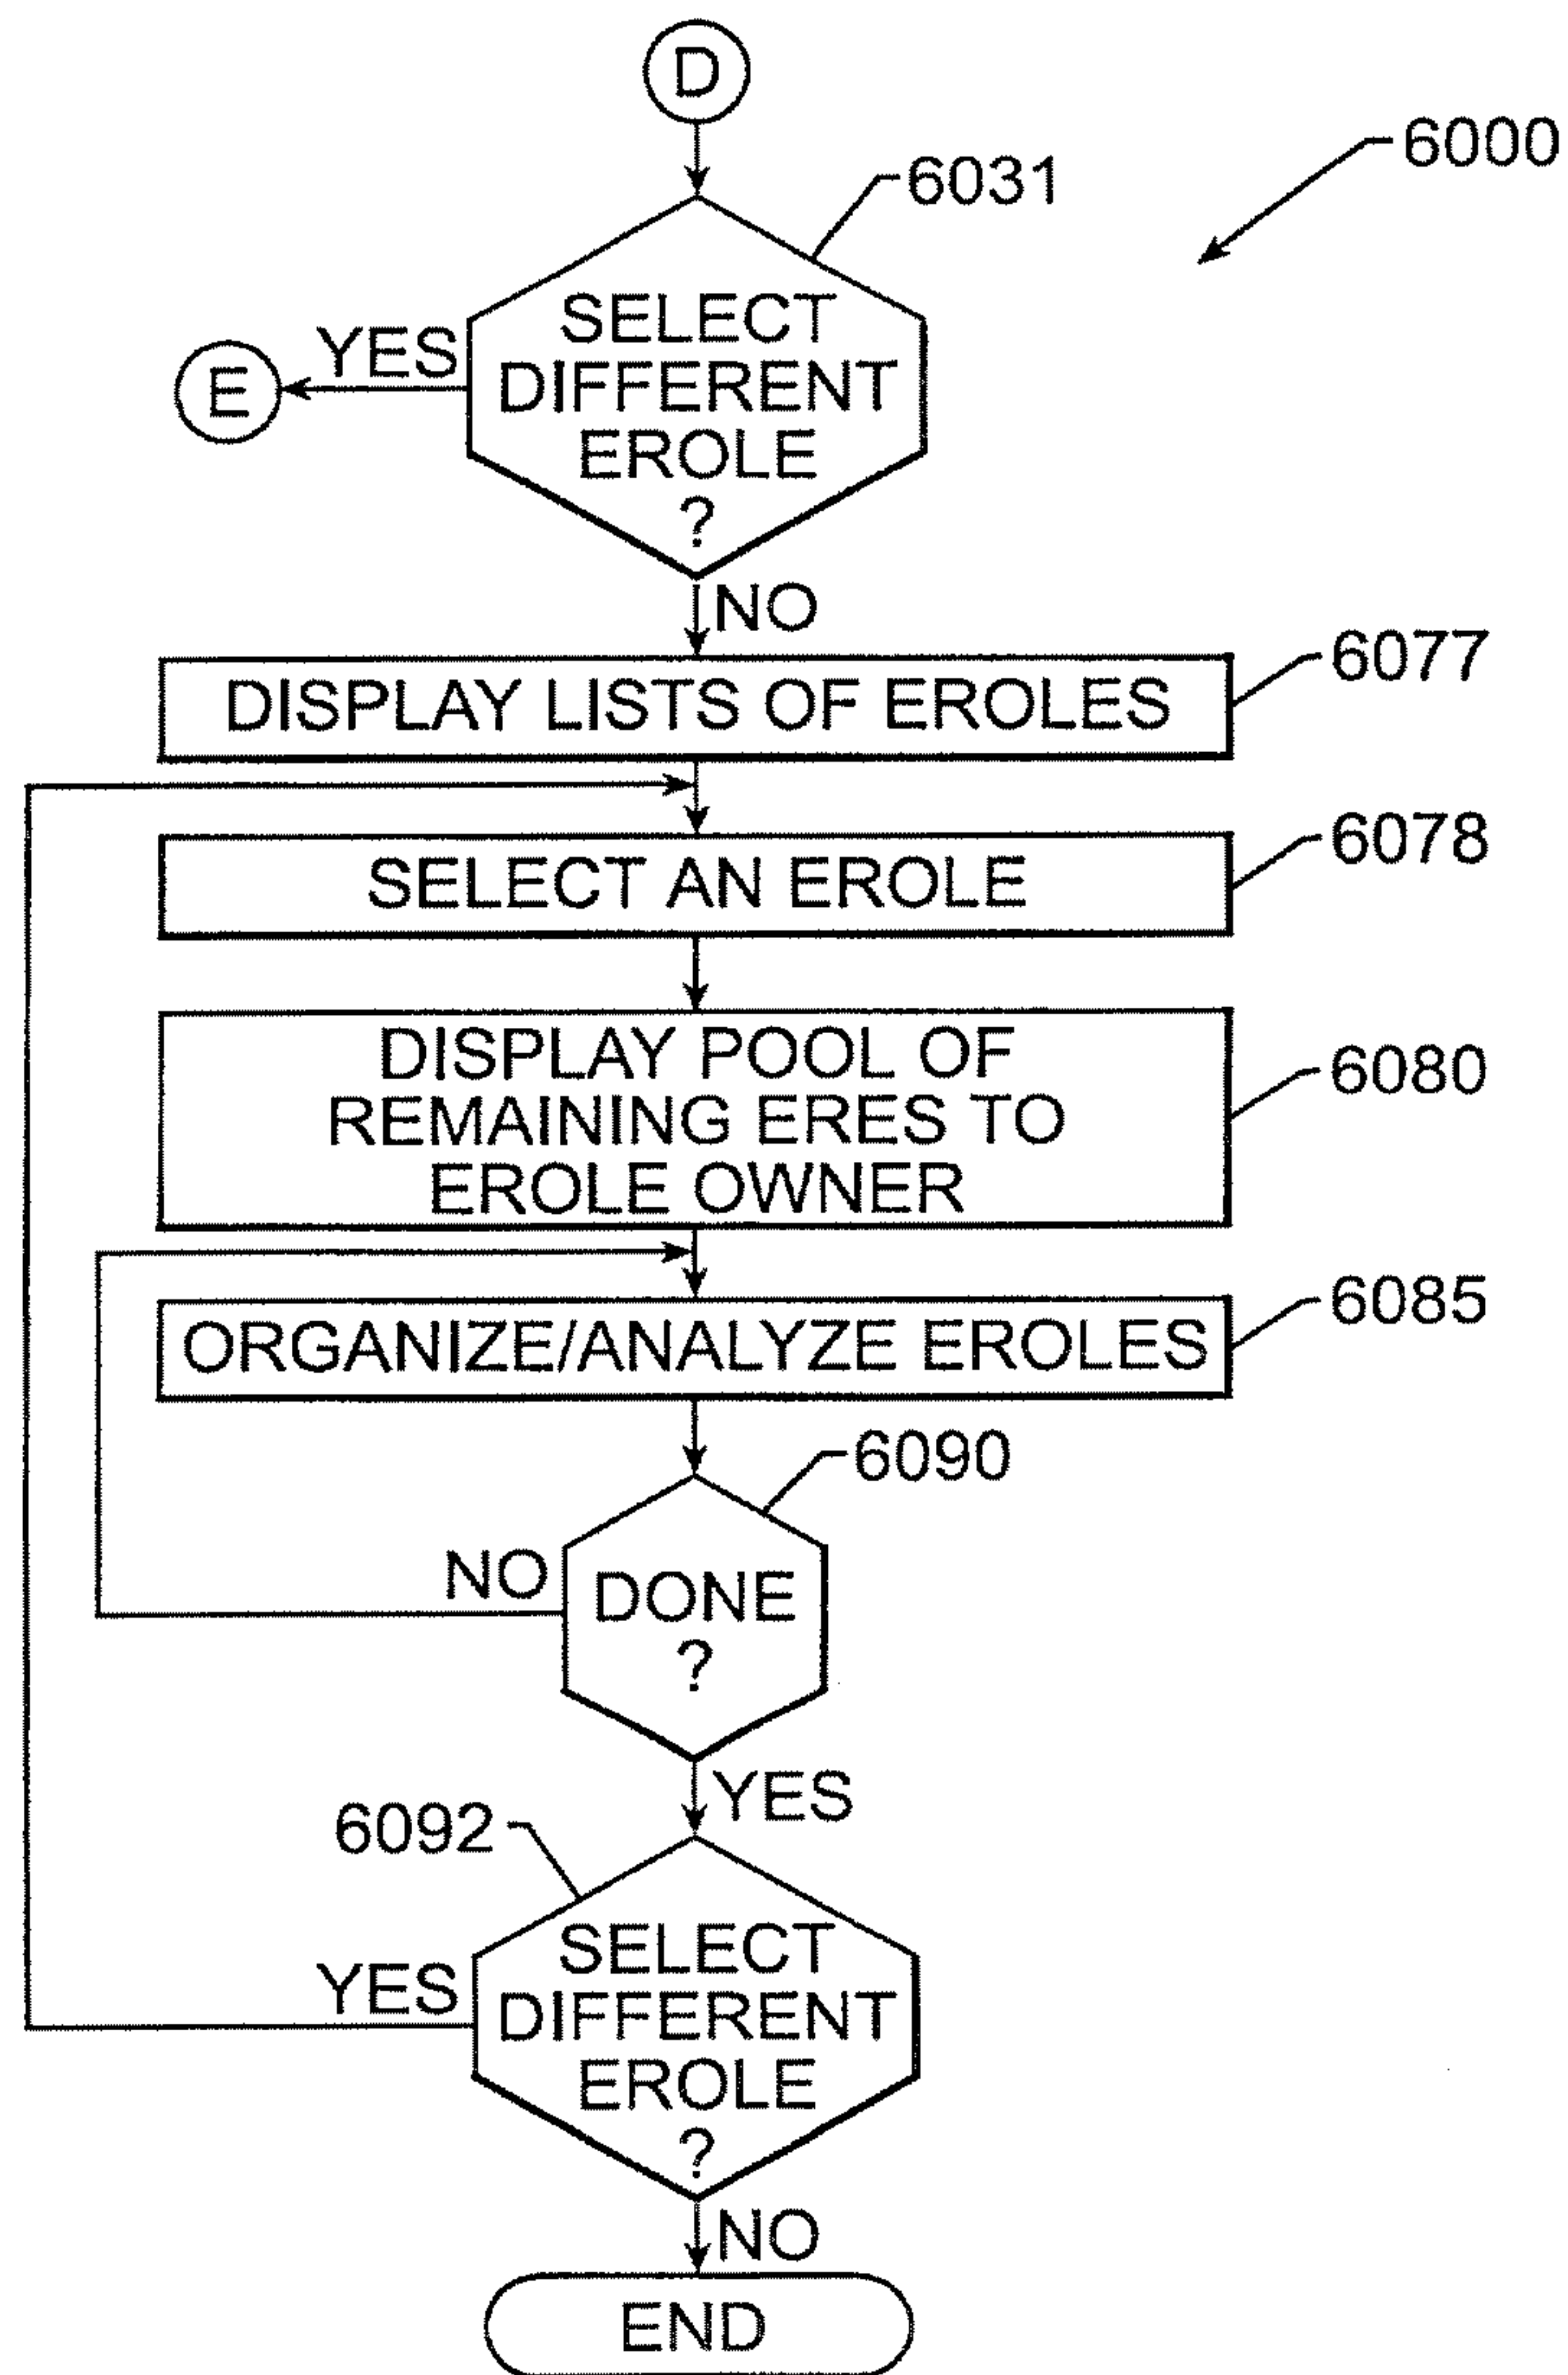 D
6000
6031
SELECT
DIFFERENT
EROLE
?
YES
E
NO
6077
DISPLAY LISTS OF EROLES
6078
SELECT AN EROLE
6080
DISPLAY POOL OF
REMAINING ERES TO
EROLE OWNER
6085
ORGANIZE/ANALYZE EROLES
6090
NO
DONE
?
YES
6092
SELECT
DIFFERENT
EROLE
?
YES
NO
END